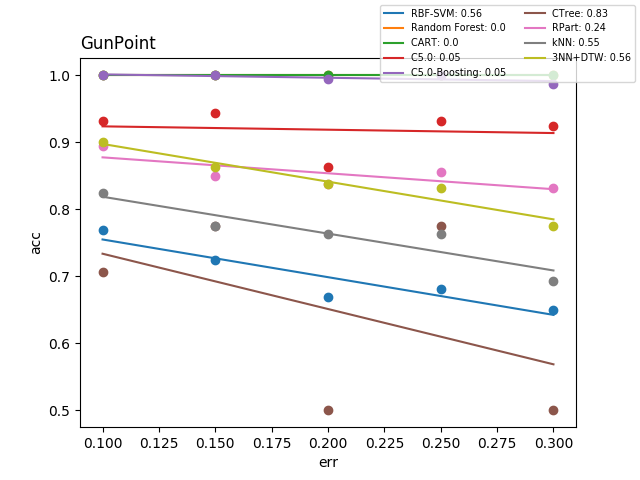 GunPoint
RBF-SVM: 0.56
Random Forest: 0.0
CART: 0.0
C5.0: 0.05
C5.0-Boosting: 0.05
CTree: 0.83
RPart: 0.24
kNN: 0.55
3NN+DTW: 0.56
acc
1.0
0.9
0.8
0.7
0.6
0.5
0.100 0.125 0.150 0.175 0.200 0.225 0.250 0.275 0.300
err